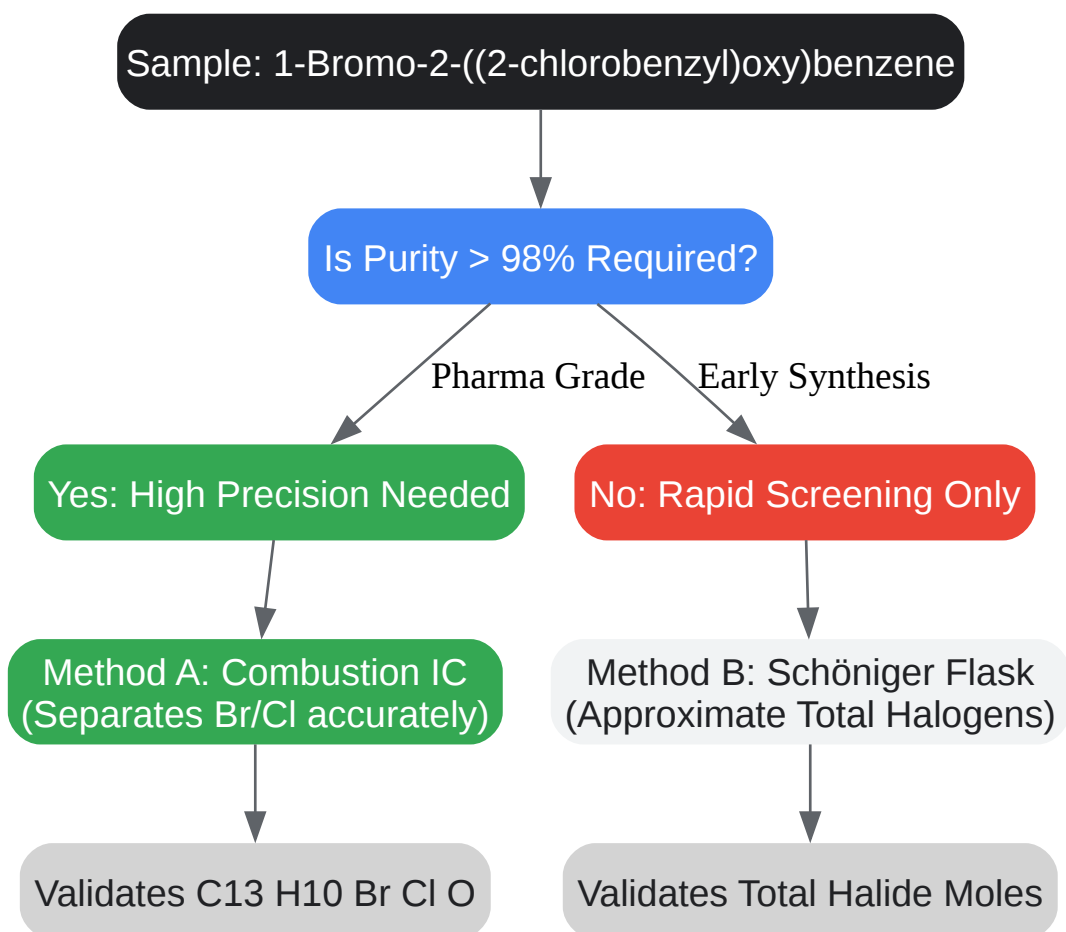 Sample: 1-Bromo-2-((2-chlorobenzyl)oxy)benzene
Is Purity > 98% Required?
Pharma Grade
Early Synthesis
Yes: High Precision Needed
No: Rapid Screening Only
Method A: Combustion IC
(Separates Br/Cl accurately)
Method B: Schöniger Flask
(Approximate Total Halogens)
Validates C13 H10 Br Cl O
Validates Total Halide Moles